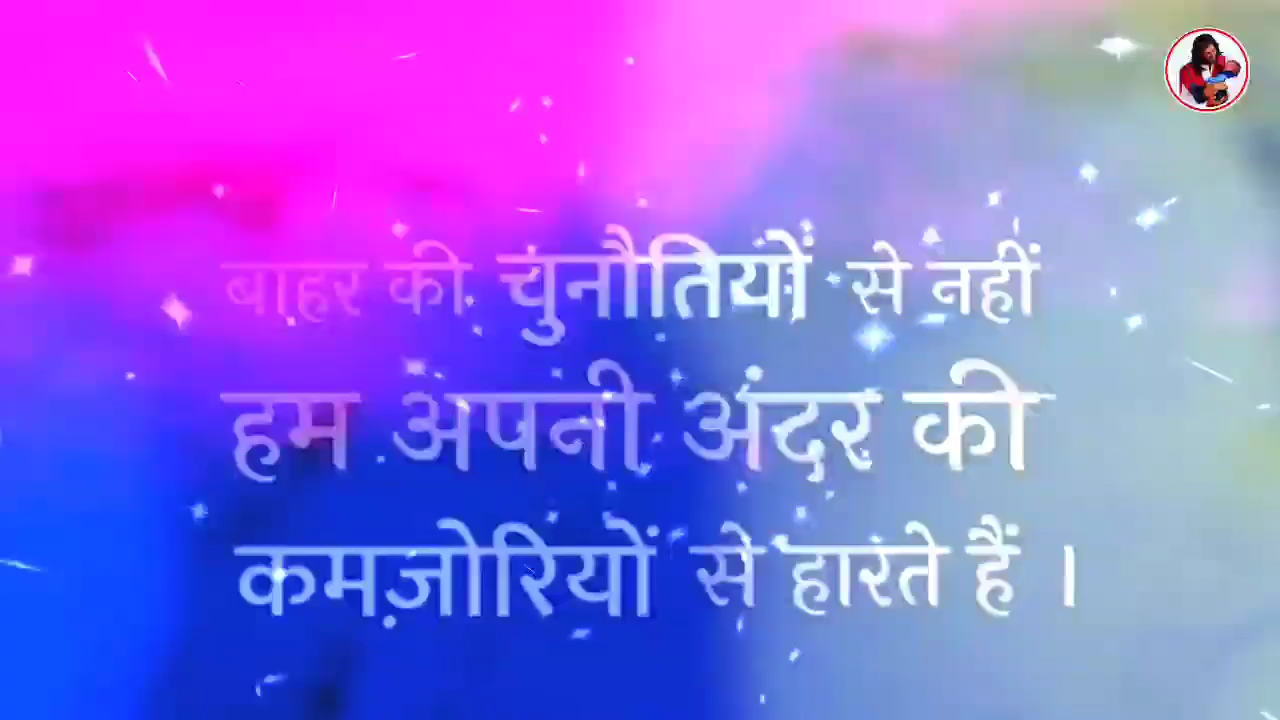 बाहर की चुनौतियों से नहीं
हम अपनी अंदर की
कमज़ोरियों से हारते हैं ।